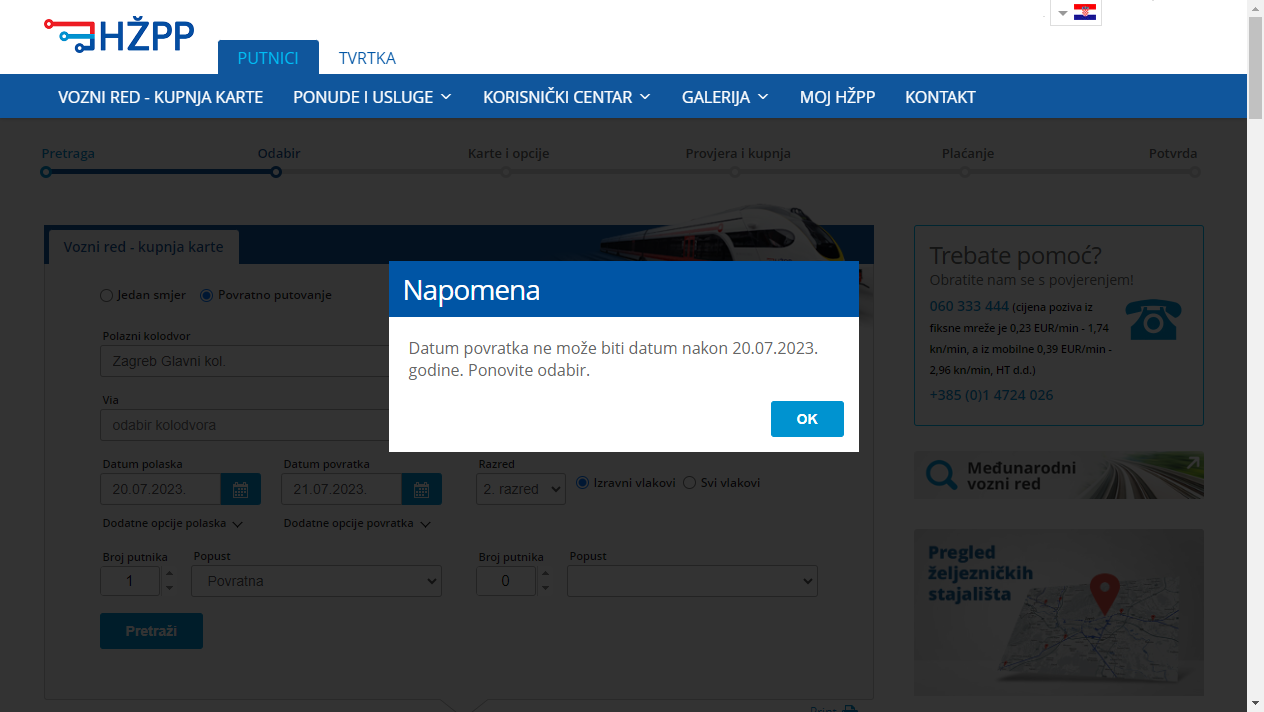 HŽPP
PUTNICI
TVRTKA
VOZNI RED - KUPNJA KARTE
PONUDE I USLUGE
KORISNIČKI CENTAR
GALERIJA
MOJ HŽPP
KONTAKT
Pretraga
Odabir
Karte i opcije
Provjera i kupnja
Plaćanje
Potvrda
Vozni red - kupnja karte
Jedan smjer
Povratno putovanje
Polazni kolodvor
Zagreb Glavni kol.
Via
odabir kolodvora
Napomena
Datum povratka ne može biti datum nakon 20.07.2023.
godine. Ponovite odabir.
OK
Datum polaska
Datum povratka
Razred
20.07.2023.
21.07.2023.
2. razred
Izravni vlakovi
Svi vlakovi
Dodatne opcije polaska
Dodatne opcije povratka
Broj putnika
Popust
Broj putnika
Popust
1
Povratna
0
Pretraži
Trebate pomoć?
Obratite nam se s povjerenjem!
060 333 444 (cijena poziva iz
fiksne mreže je 0,23 EUR/min - 1,74
kn/min, a iz mobilne 0,39 EUR/min -
2,96 kn/min, HT d.d.)
+385 (0)1 4724 026
Međunarodni
vozni red
Pregled
željezničkih
stajališta
Print